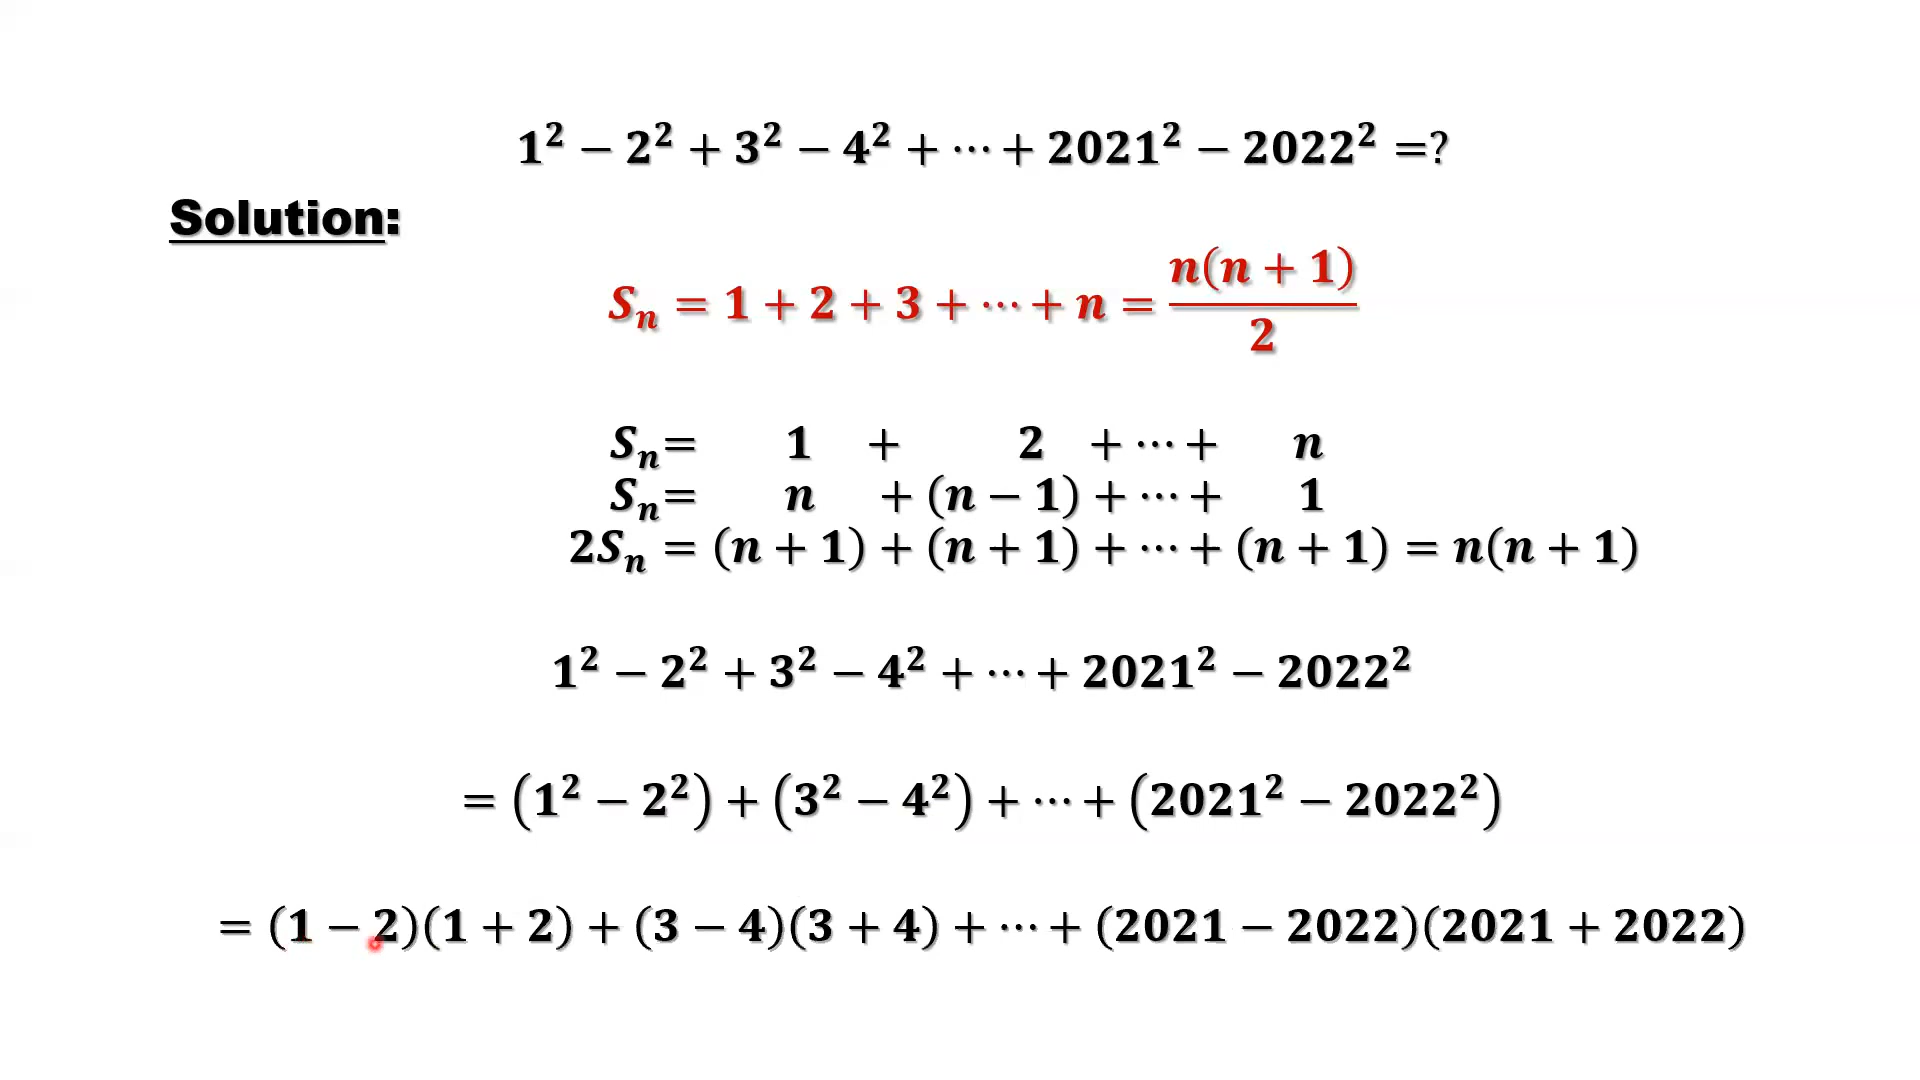 1² − 2² + 3² − 4² + ⋯ + 2021² − 2022² =?
Solution:
Sₙ = 1 + 2 + 3 + ⋯ + n = n(n + 1)/2
Sₙ= 1 + 2 + ⋯ + n
Sₙ= n + (n − 1) + ⋯ + 1
2Sₙ = (n + 1) + (n + 1) + ⋯ + (n + 1) = n(n + 1)
1² − 2² + 3² − 4² + ⋯ + 2021² − 2022²
= (1² − 2²) + (3² − 4²) + ⋯ + (2021² − 2022²)
= (1 − 2)(1 + 2) + (3 − 4)(3 + 4) + ⋯ + (2021 − 2022)(2021 + 2022)